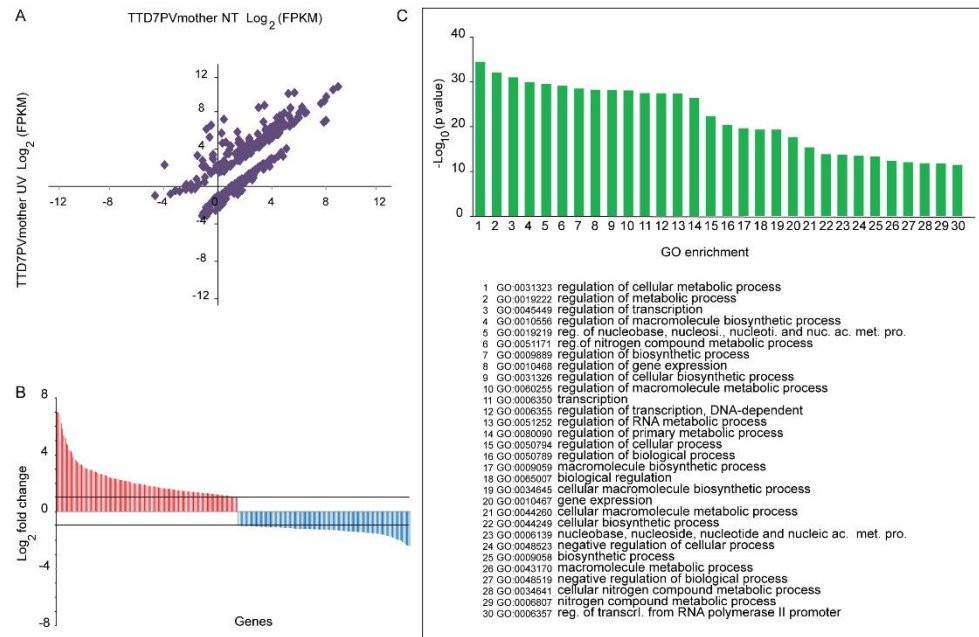 A
TTD7PVmother NT Log2 (FPKM)
TTD7PVmother UV Log2 (FPKM)
12
8
4
0
-4
-8
-12
-12 -8 -4 0 4 8 12
B
Log2 fold change
8
4
0
-4
-8
Genes
C
-Log10 (p value)
40
30
20
10
0
1 2 3 4 5 6 7 8 9 10 11 12 13 14 15 16 17 18 19 20 21 22 23 24 25 26 27 28 29 30
GO enrichment
1 GO:0031323 regulation of cellular metabolic process
2 GO:0019222 regulation of metabolic process
3 GO:0045449 regulation of transcription
4 GO:0010556 regulation of macromolecule biosynthetic process
5 GO:0019219 reg. of nucleobase, nucleosi., nucleoti. and nuc. ac. met. pro.
6 GO:0051171 reg.of nitrogen compound metabolic process
7 GO:0009889 regulation of biosynthetic process
8 GO:0010468 regulation of gene expression
9 GO:0031326 regulation of cellular biosynthetic process
10 GO:0060255 regulation of macromolecule metabolic process
11 GO:0006350 transcription
12 GO:0006355 regulation of transcription, DNA-dependent
13 GO:0051252 regulation of RNA metabolic process
14 GO:0080090 regulation of primary metabolic process
15 GO:0050794 regulation of cellular process
16 GO:0050789 regulation of biological process
17 GO:0009059 macromolecule biosynthetic process
18 GO:0065007 biological regulation
19 GO:0034645 cellular macromolecule biosynthetic process
20 GO:0010467 gene expression
21 GO:0044260 cellular macromolecule metabolic process
22 GO:0044249 cellular biosynthetic process
23 GO:0006139 nucleobase, nucleoside, nucleotide and nucleic ac. met. pro.
24 GO:0048523 negative regulation of cellular process
25 GO:0009058 biosynthetic process
26 GO:0043170 macromolecule metabolic process
27 GO:0048519 negative regulation of biological process
28 GO:0034641 cellular nitrogen compound metabolic process
29 GO:0006807 nitrogen compound metabolic process
30 GO:0006357 reg. of transcrI. from RNA polymerase II promoter